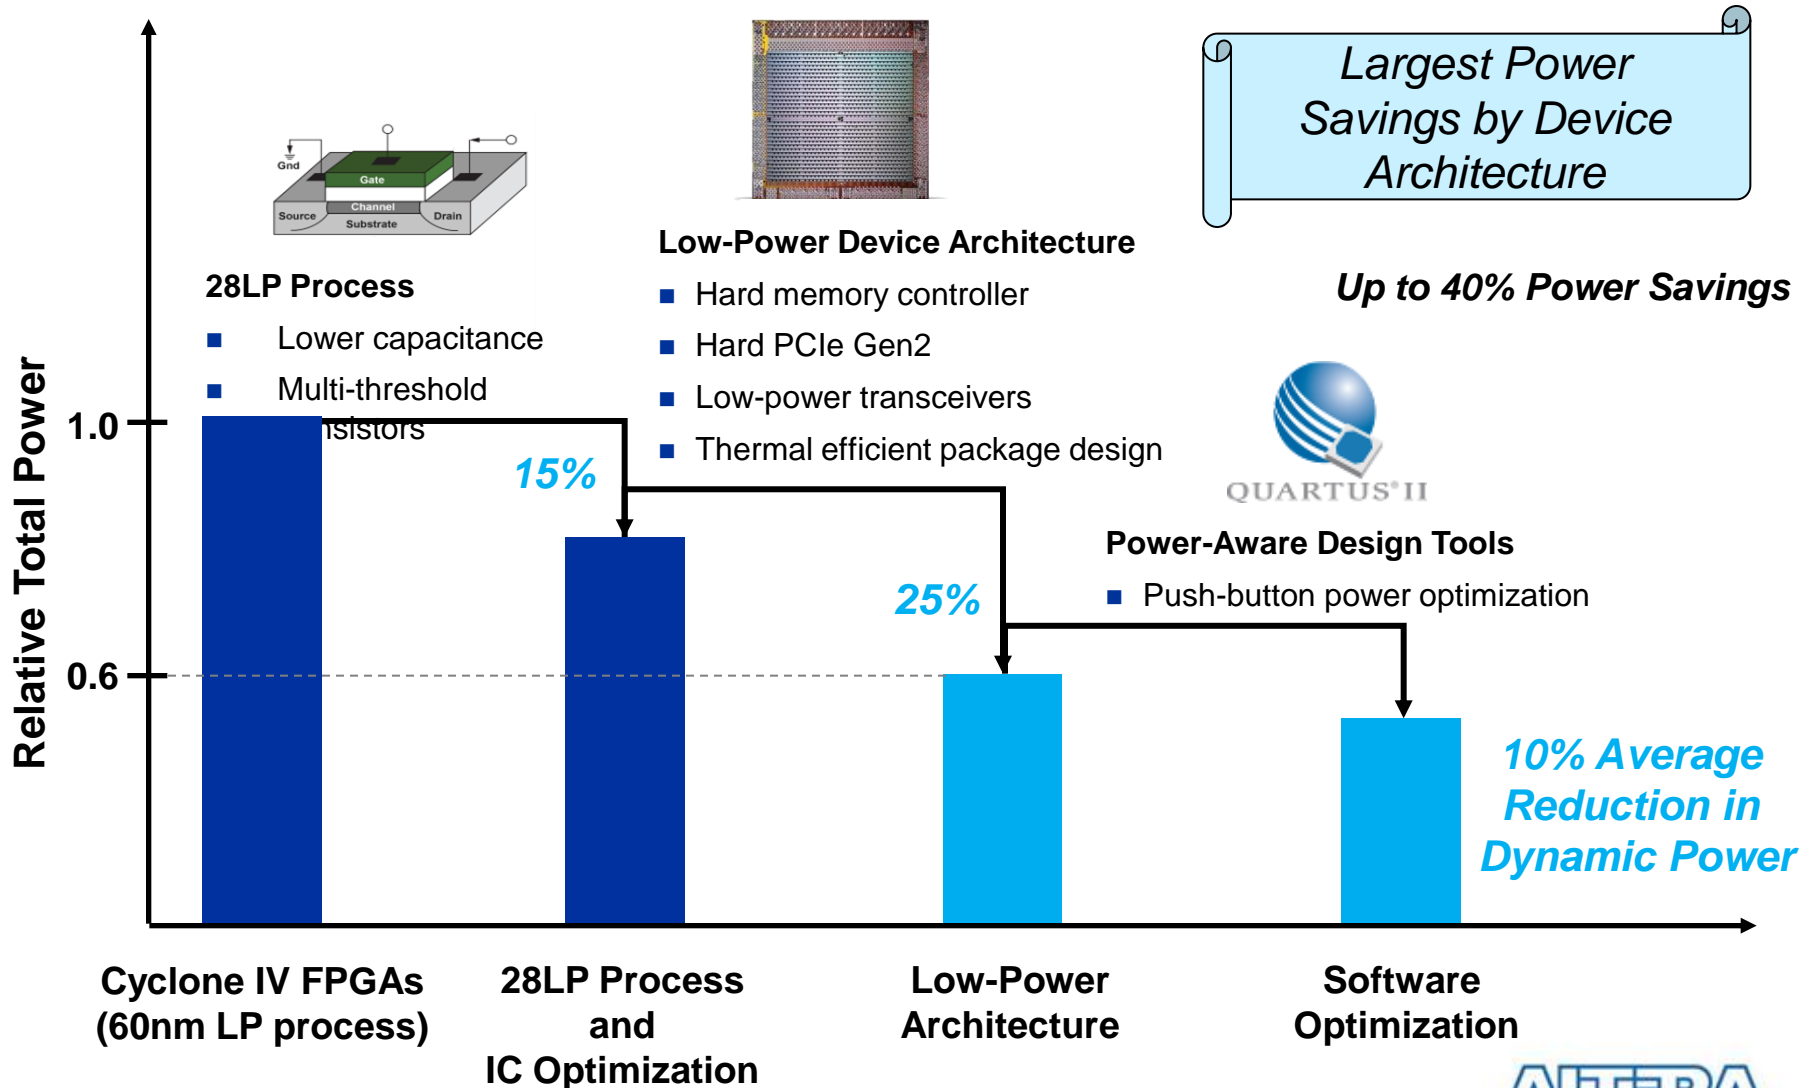 Largest Power
Savings by Device
Architecture
Gnd
Gate
Channel
Source
Drain
Substrate
28LP Process
■ Lower capacitance
■ Multi-threshold
nsistors
Low-Power Device Architecture
■ Hard memory controller
■ Hard PCIe Gen2
■ Low-power transceivers
■ Thermal efficient package design
Up to 40% Power Savings
QUARTUS® II
Power-Aware Design Tools
■ Push-button power optimization
Relative Total Power
1.0
0.6
15%
25%
10% Average
Reduction in
Dynamic Power
Cyclone IV FPGAs
(60nm LP process)
28LP Process
and
IC Optimization
Low-Power
Architecture
Software
Optimization
ALTERA